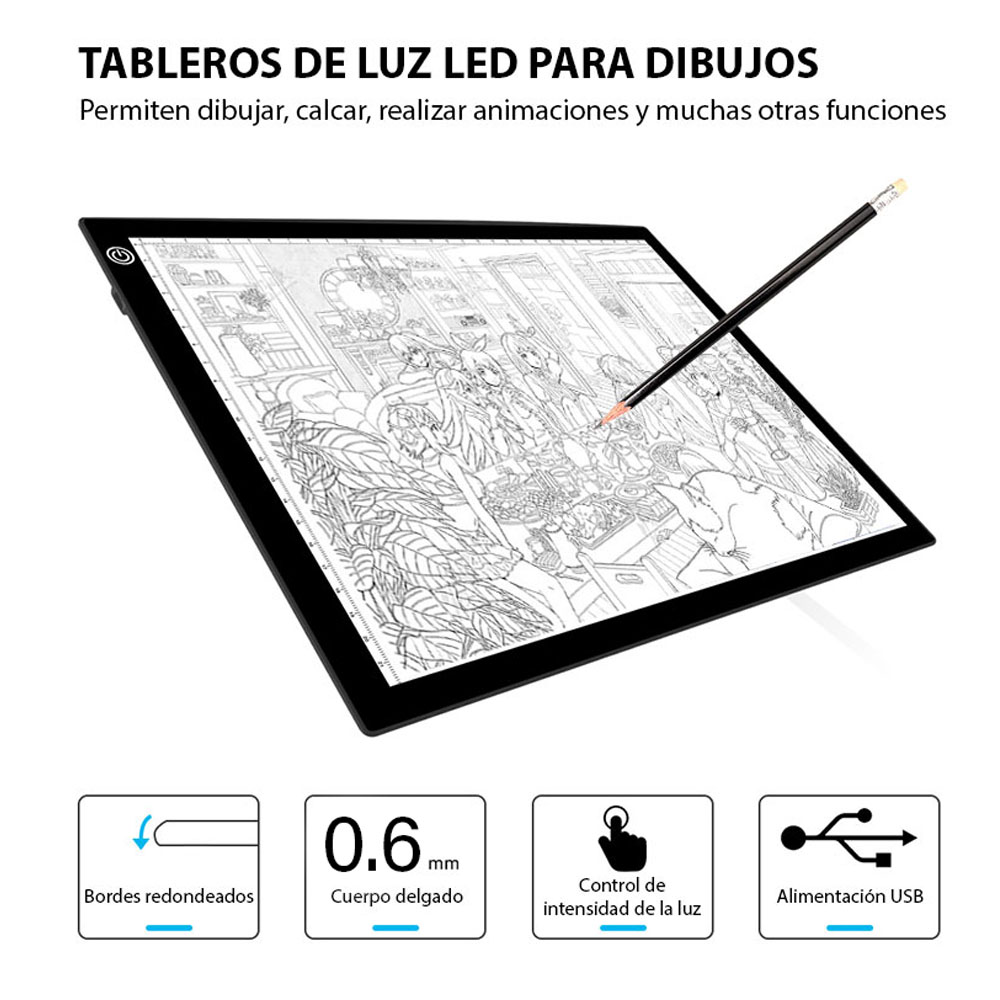 TABLEROS DE LUZ LED PARA DIBUJOS
Permiten dibujar, calcar, realizar animaciones y muchas otras funciones
Bordes redondeados
0.6 mm
Cuerpo delgado
Control de
intensidad de la luz
Alimentación USB